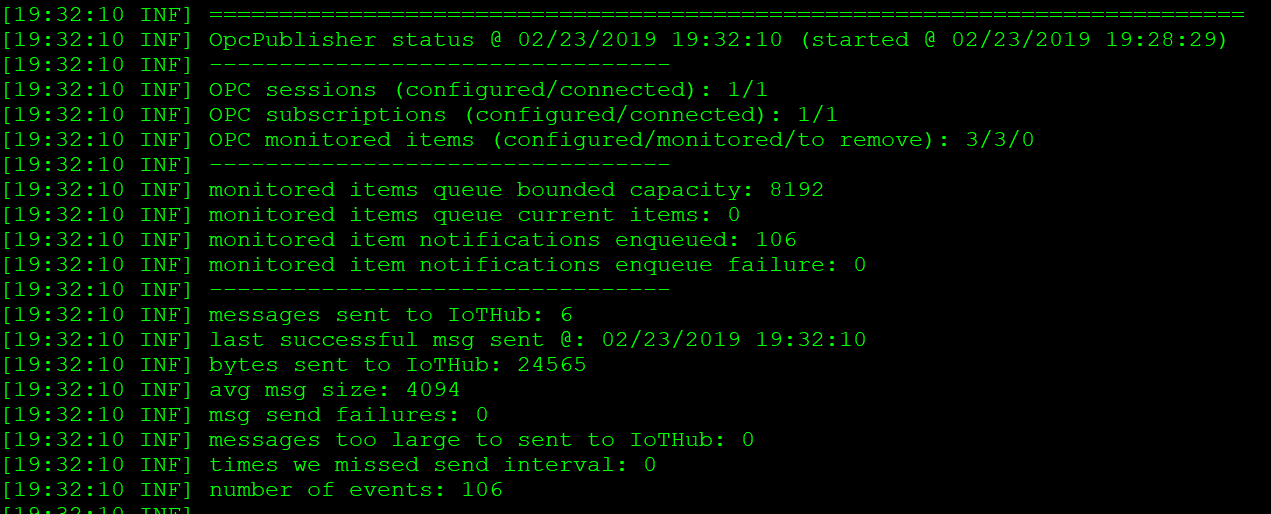 [19:32:10 INF] ==========================================================================
[19:32:10 INF] OpcPublisher status @ 02/23/2019 19:32:10 (started @ 02/23/2019 19:28:29)
[19:32:10 INF] ---------------------------------
[19:32:10 INF] OPC sessions (configured/connected): 1/1
[19:32:10 INF] OPC subscriptions (configured/connected): 1/1
[19:32:10 INF] OPC monitored items (configured/monitored/to remove): 3/3/0
[19:32:10 INF] ---------------------------------
[19:32:10 INF] monitored items queue bounded capacity: 8192
[19:32:10 INF] monitored items queue current items: 0
[19:32:10 INF] monitored item notifications enqueued: 106
[19:32:10 INF] monitored item notifications enqueue failure: 0
[19:32:10 INF] ---------------------------------
[19:32:10 INF] messages sent to IoTHub: 6
[19:32:10 INF] last successful msg sent @: 02/23/2019 19:32:10
[19:32:10 INF] bytes sent to IoTHub: 24565
[19:32:10 INF] avg msg size: 4094
[19:32:10 INF] msg send failures: 0
[19:32:10 INF] messages too large to sent to IoTHub: 0
[19:32:10 INF] times we missed send interval: 0
[19:32:10 INF] number of events: 106
[19:32:10 INF]